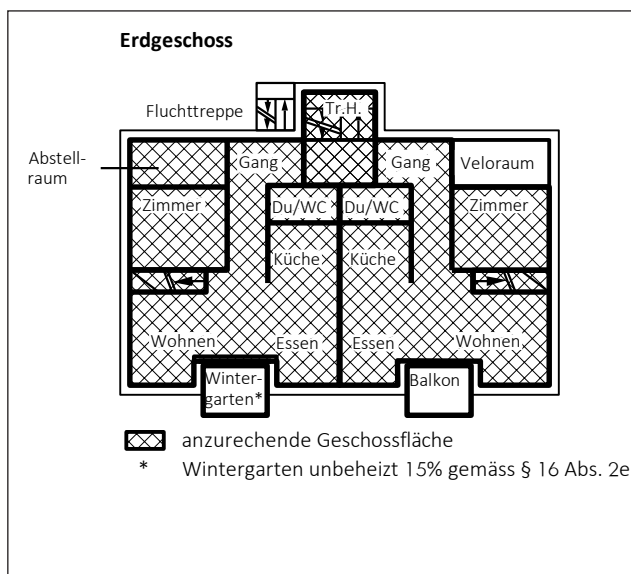 Erdgeschoss
Fluchttreppe
Tr.H.
Abstell-
raum
Gang
Gang
Veloraum
Zimmer
Du/WC
Du/WC
Zimmer
Küche
Küche
Wohnen
Essen
Essen
Wohnen
Winter-
garten*
Balkon
anzurechende Geschossfläche
* Wintergarten unbeheizt 15% gemäss § 16 Abs. 2e